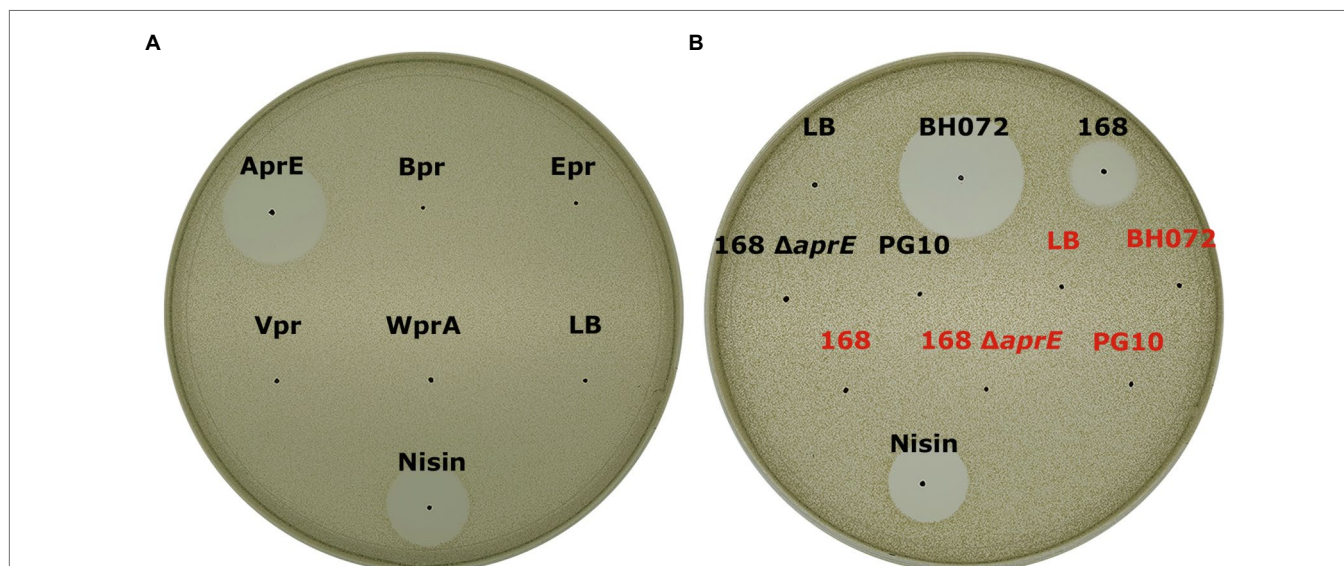 A
B
AprE
Bpr
Epr
Vpr
WprA
LB
Nisin
LB
BH072
168
168 ΔaprE
PG10
LB
BH072
168
168 ΔaprE
PG10
Nisin